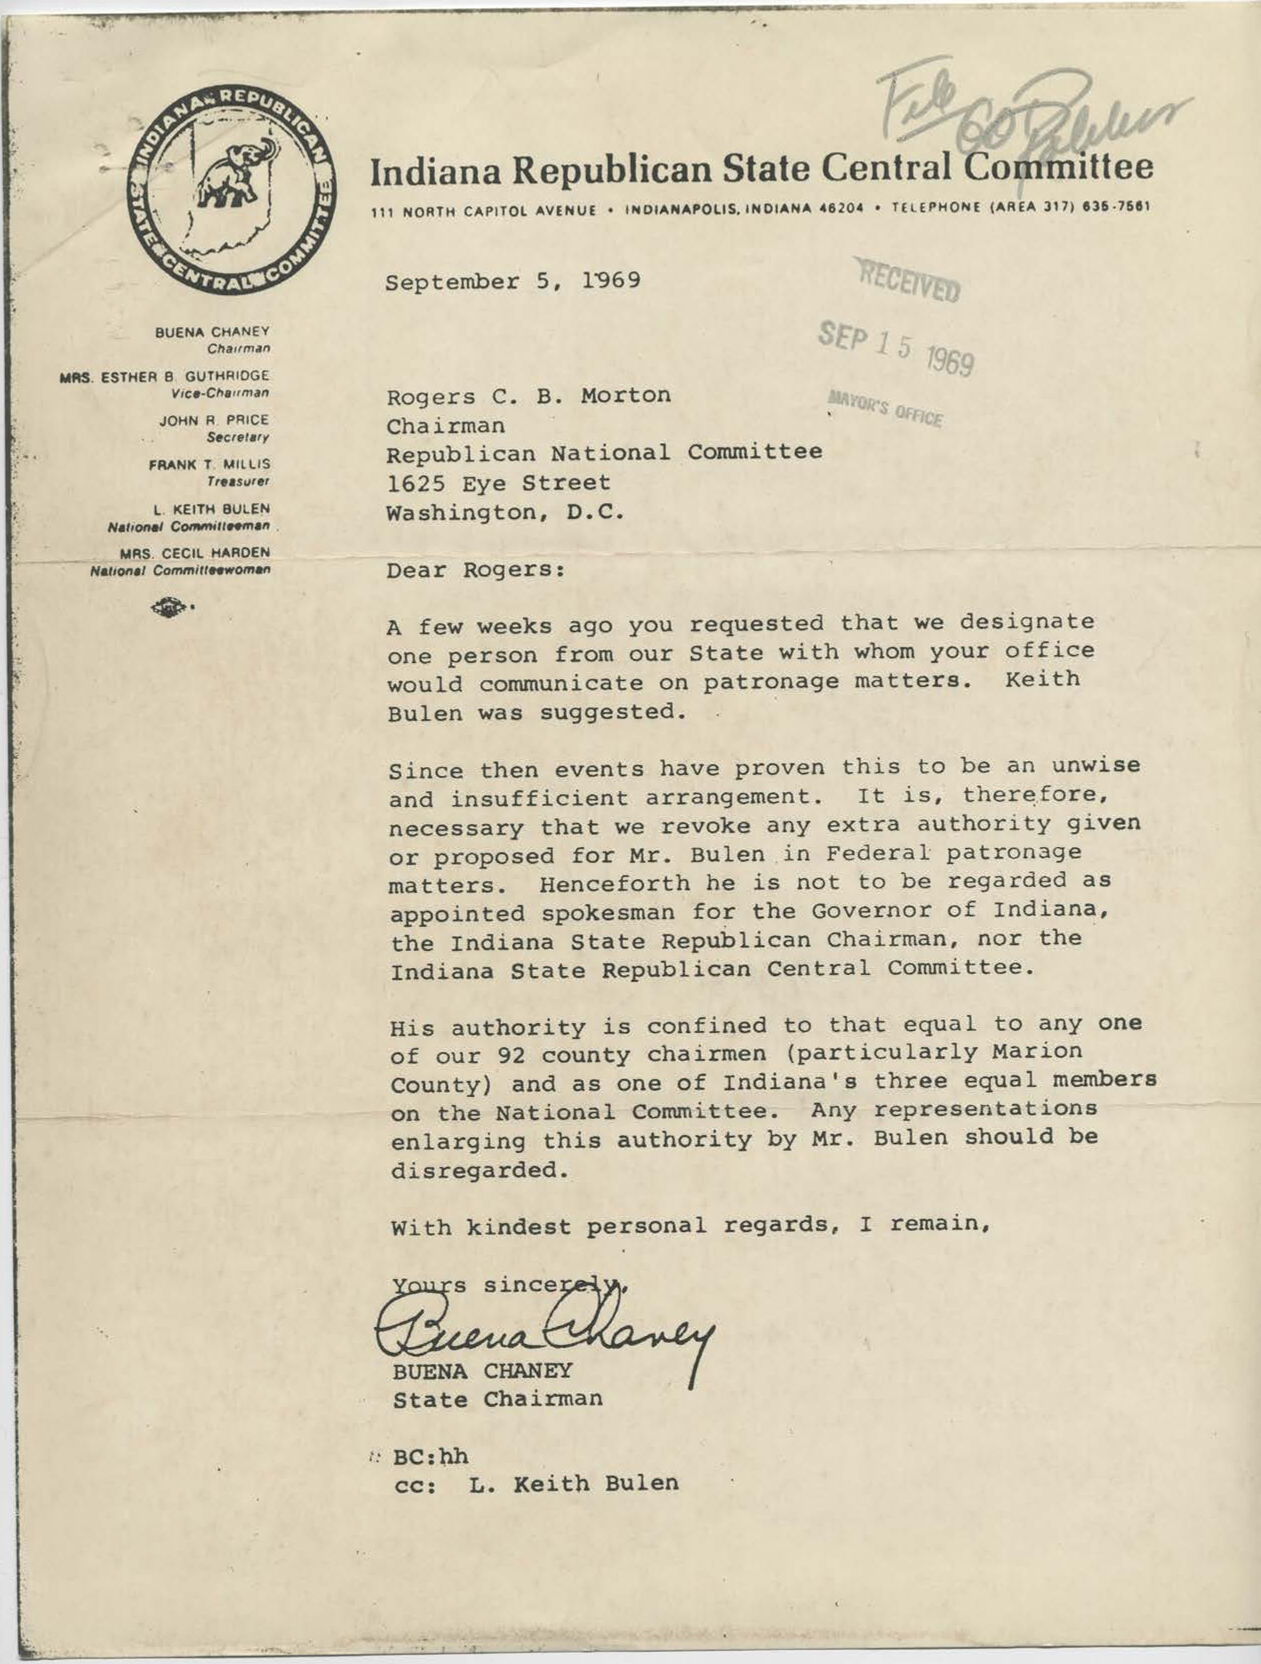 File
GO
INDIANA REPUBLICAN STATE CENTRAL COMMITTEE
Indiana Republican State Central Committee
111 NORTH CAPITOL AVENUE • INDIANAPOLIS, INDIANA 46204 • TELEPHONE (AREA 317) 635-7561
September 5, 1969
RECEIVED
SEP 15 1969
MAYOR'S OFFICE
BUENA CHANEY
Chairman
MRS. ESTHER B. GUTHRIDGE
Vice-Chairman
JOHN R. PRICE
Secretary
FRANK T. MILLIS
Treasurer
L. KEITH BULEN
National Committeeman
MRS. CECIL HARDEN
National Committeewoman
Rogers C. B. Morton
Chairman
Republican National Committee
1625 Eye Street
Washington, D.C.
Dear Rogers:
A few weeks ago you requested that we designate
one person from our State with whom your office
would communicate on patronage matters. Keith
Bulen was suggested.
Since then events have proven this to be an unwise
and insufficient arrangement. It is, therefore,
necessary that we revoke any extra authority given
or proposed for Mr. Bulen in Federal patronage
matters. Henceforth he is not to be regarded as
appointed spokesman for the Governor of Indiana,
the Indiana State Republican Chairman, nor the
Indiana State Republican Central Committee.
His authority is confined to that equal to any one
of our 92 county chairmen (particularly Marion
County) and as one of Indiana's three equal members
on the National Committee. Any representations
enlarging this authority by Mr. Bulen should be
disregarded.
With kindest personal regards, I remain,
Yours sincerely,
Buena Chaney
BUENA CHANEY
State Chairman
BC:hh
cc: L. Keith Bulen